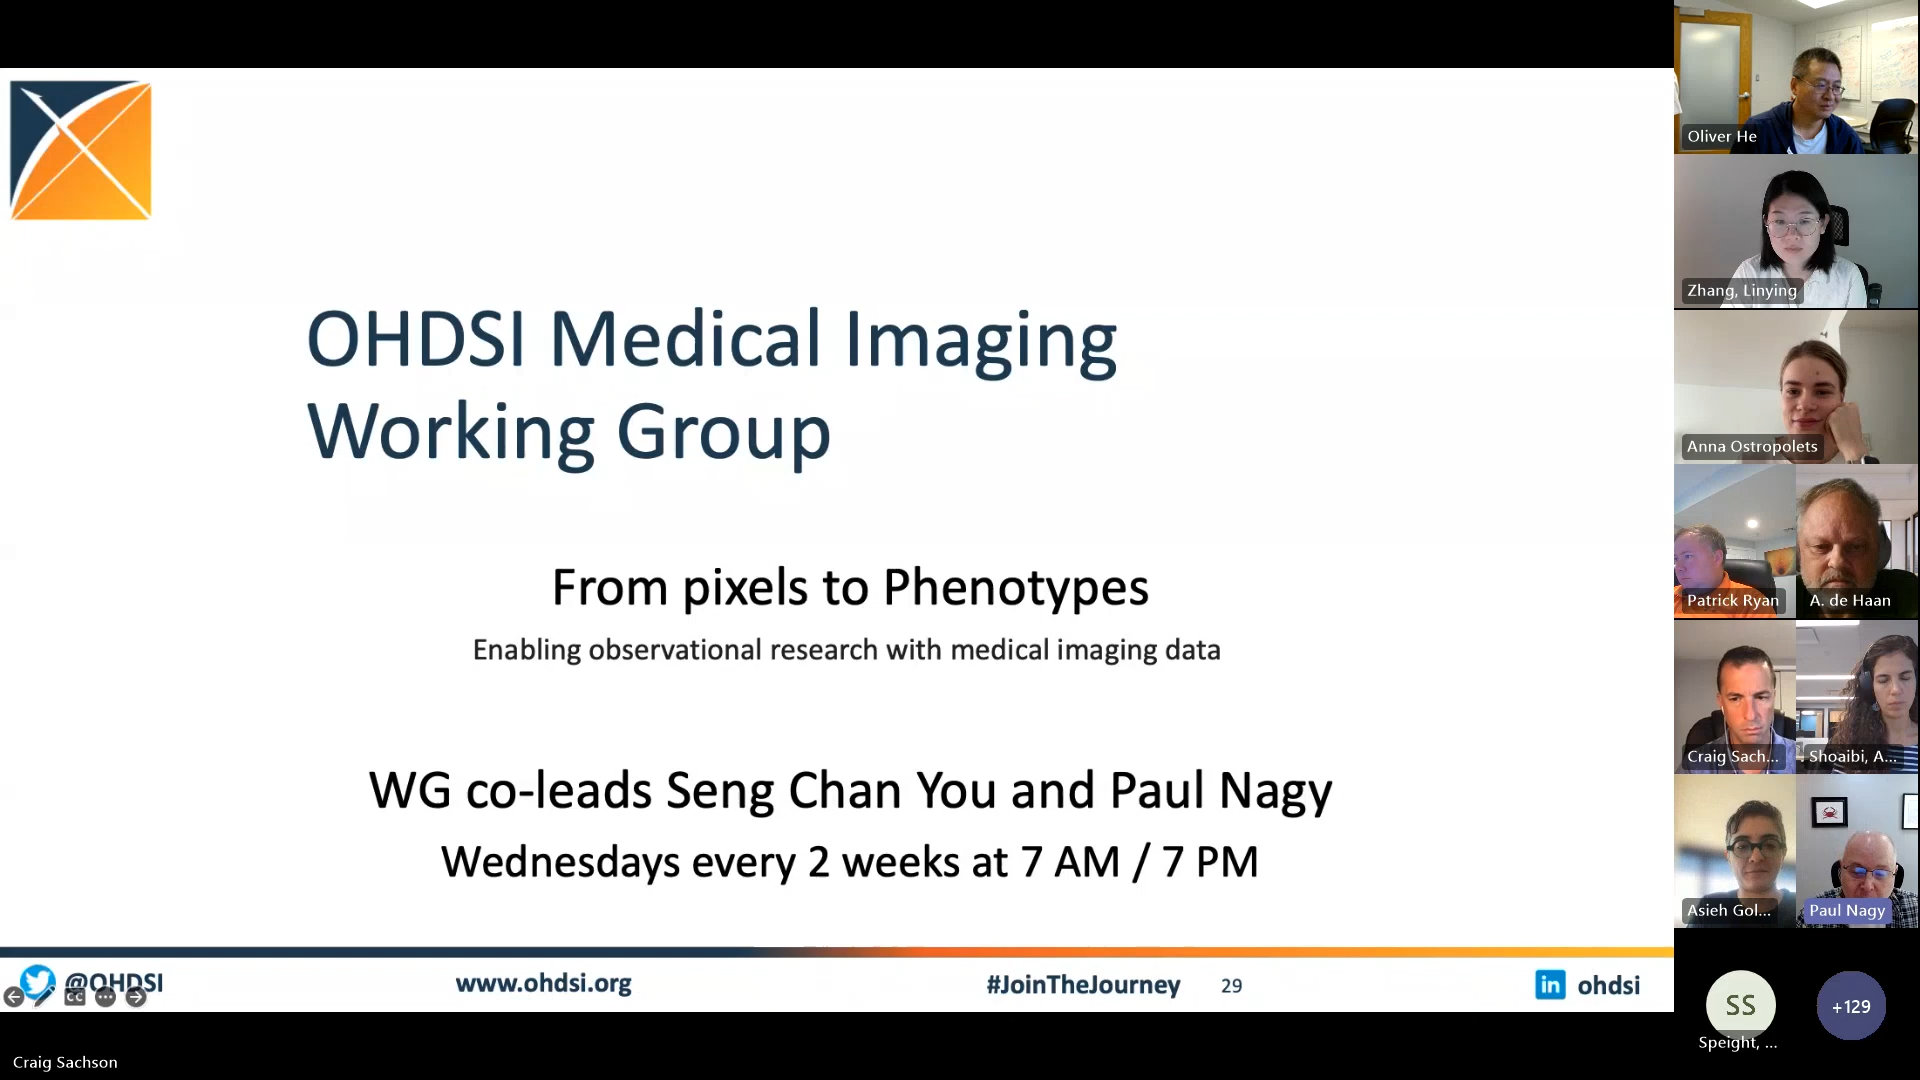 OHDSI Medical Imaging
Working Group
From pixels to Phenotypes
Enabling observational research with medical imaging data
WG co-leads Seng Chan You and Paul Nagy
Wednesdays every 2 weeks at 7 AM / 7 PM
@OHDSI
www.ohdsi.org
#JoinTheJourney
29
in
ohdsi
CC
Craig Sachson
Oliver He
Zhang, Linying
Anna Ostropolets
Patrick Ryan
A. de Haan
Craig Sach...
Shoaibi, A...
Asieh Gol...
Paul Nagy
SS
Speight, ...
+129